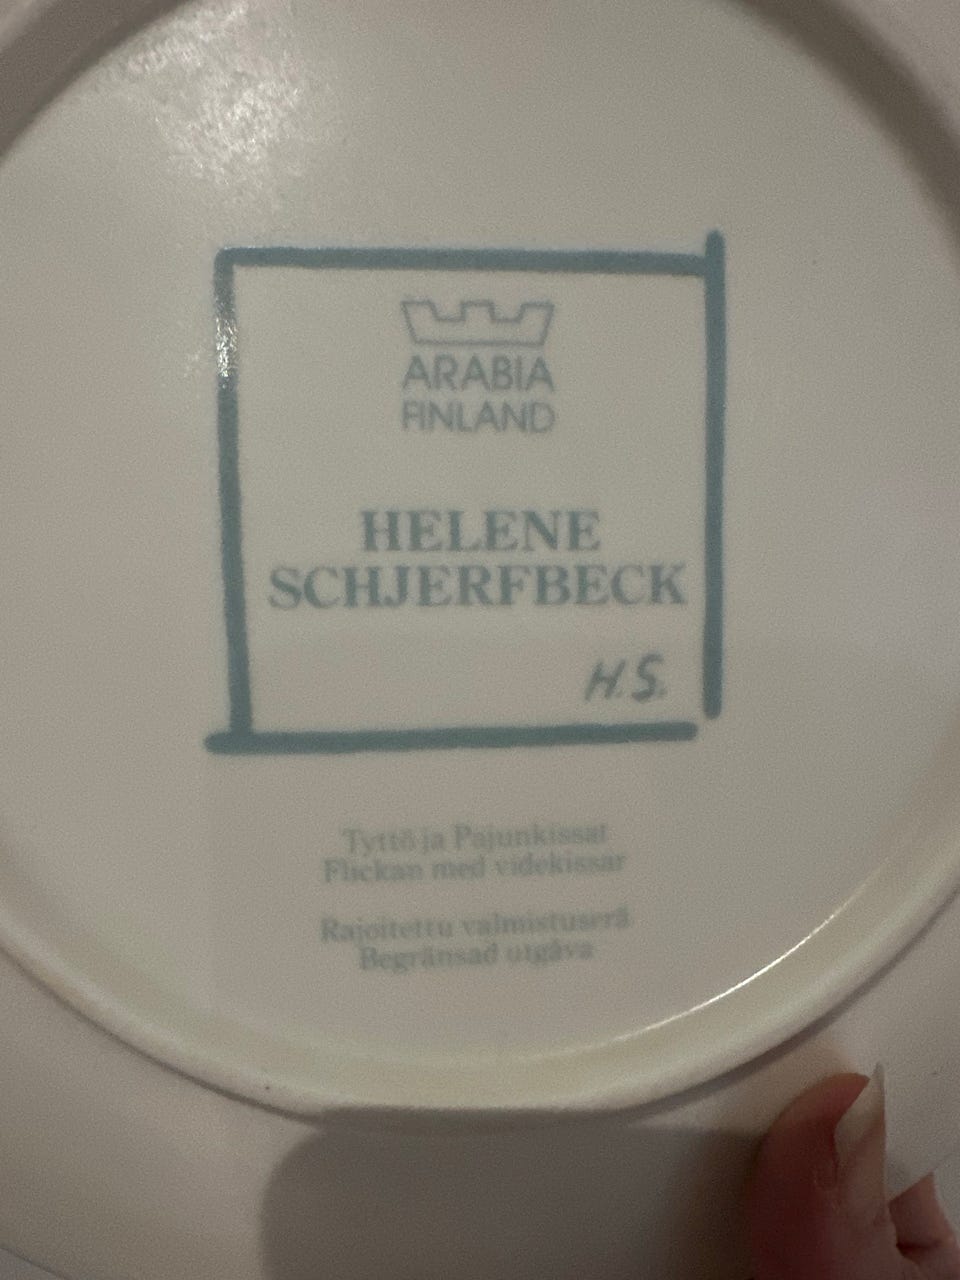 ARABIA
FINLAND
HELENE
SCHJERFBECK
H.S.
Tyttö ja Pajunkissat
Flickan med videkissar
Rajoitettu valmistuserä
Begränsad utgåva